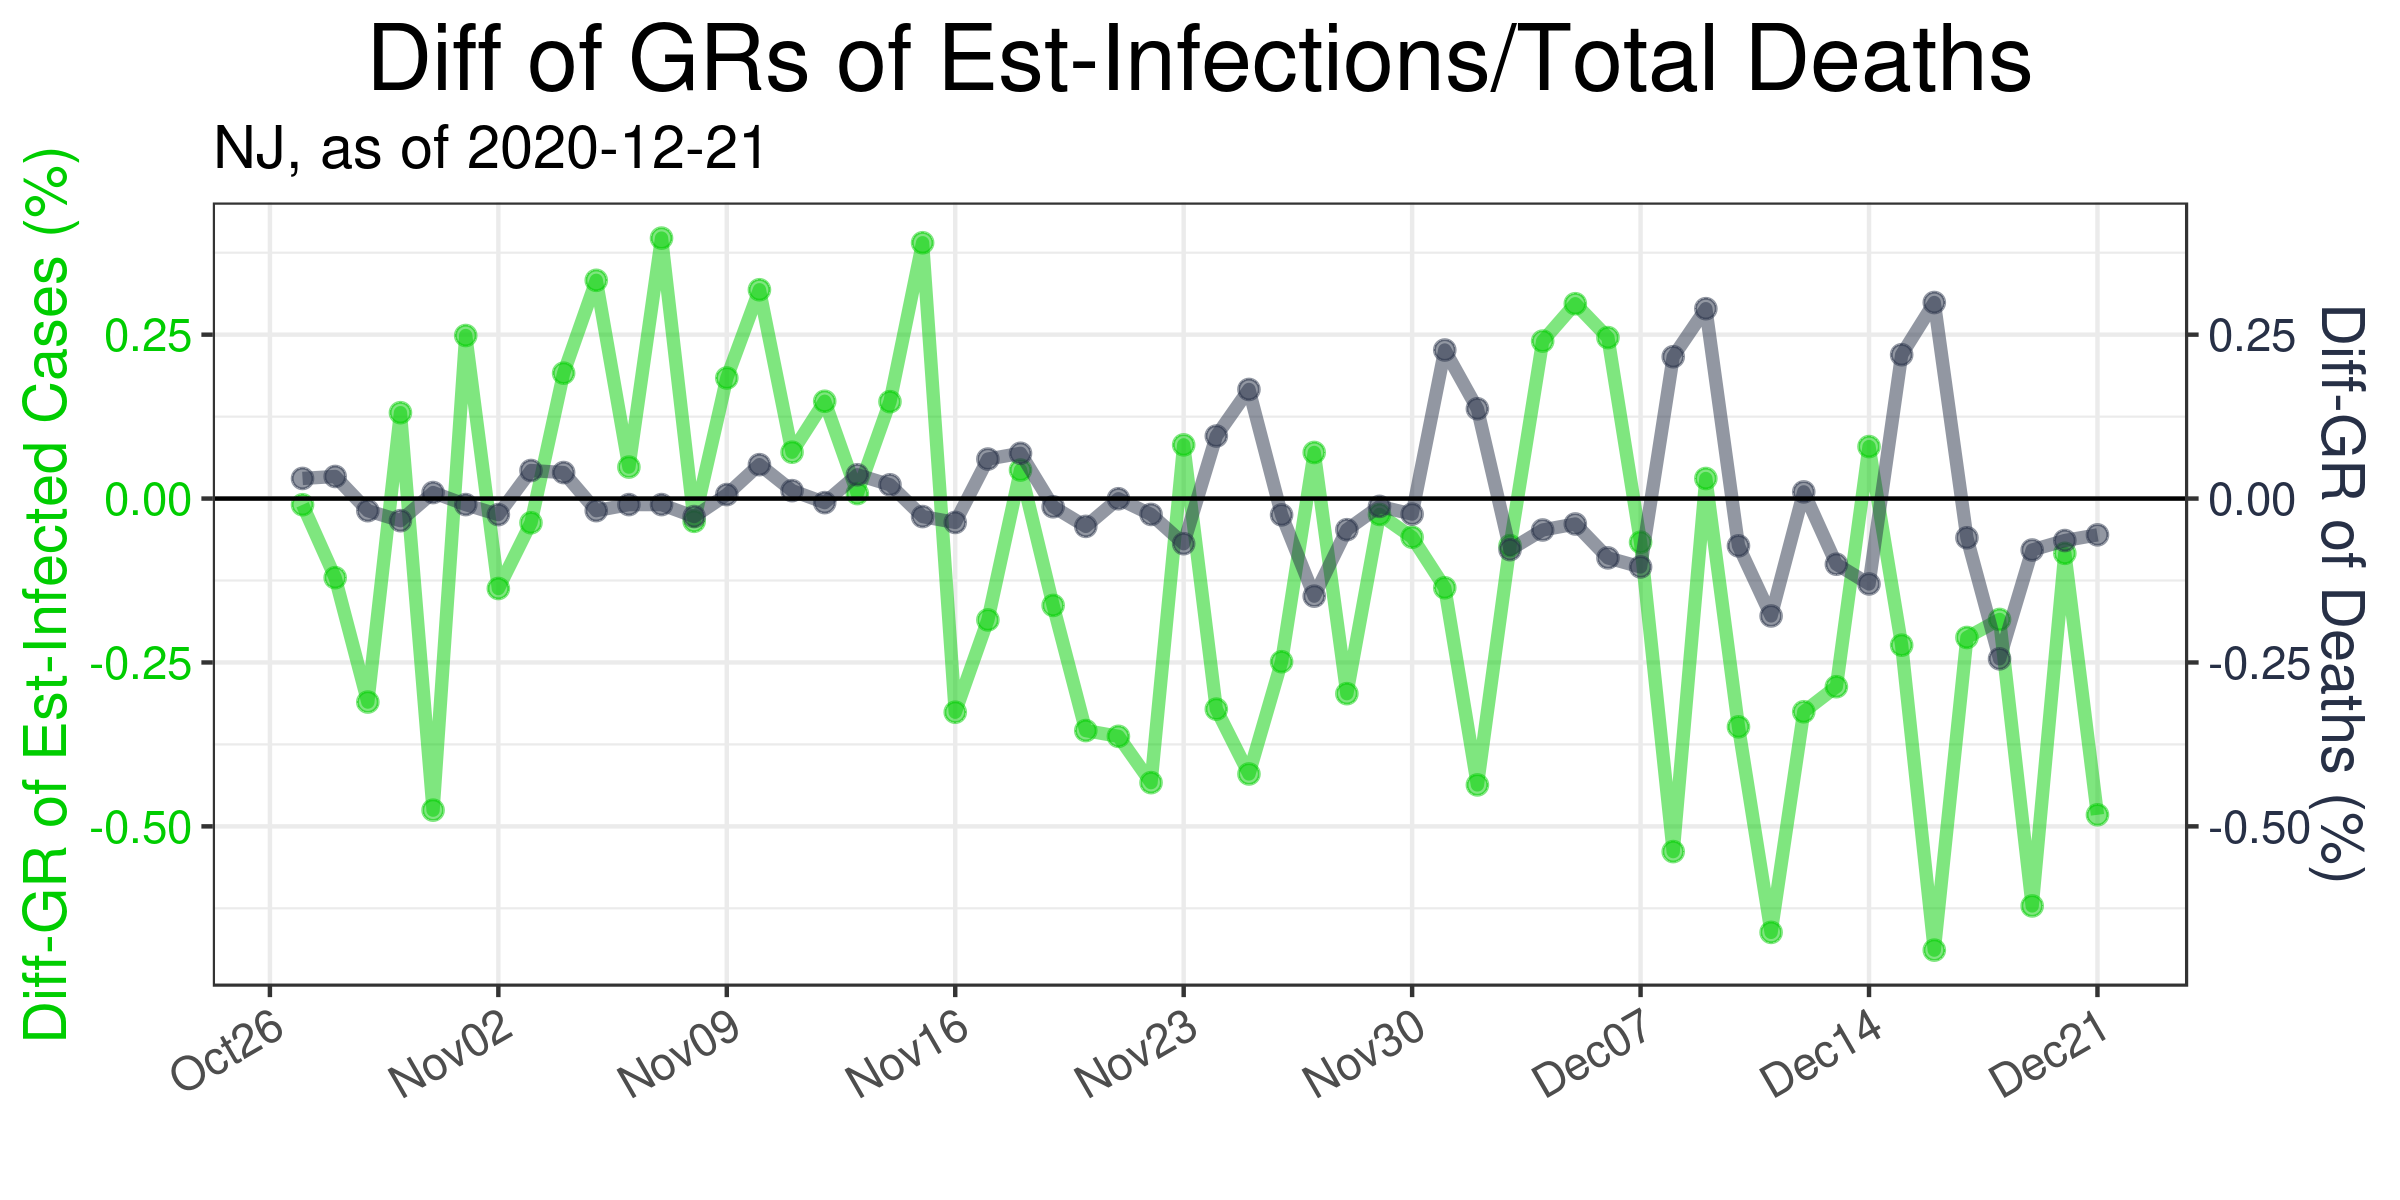 Diff of GRs of Est-Infections/Total Deaths
NJ, as of 2020-12-21
Diff-GR of Est-Infected Cases (%)
0.25
0.00
-0.25
-0.50
0.25
0.00
-0.25
-0.50
Diff-GR of Deaths (%)
Oct26
Nov02
Nov09
Nov16
Nov23
Nov30
Dec07
Dec14
Dec21